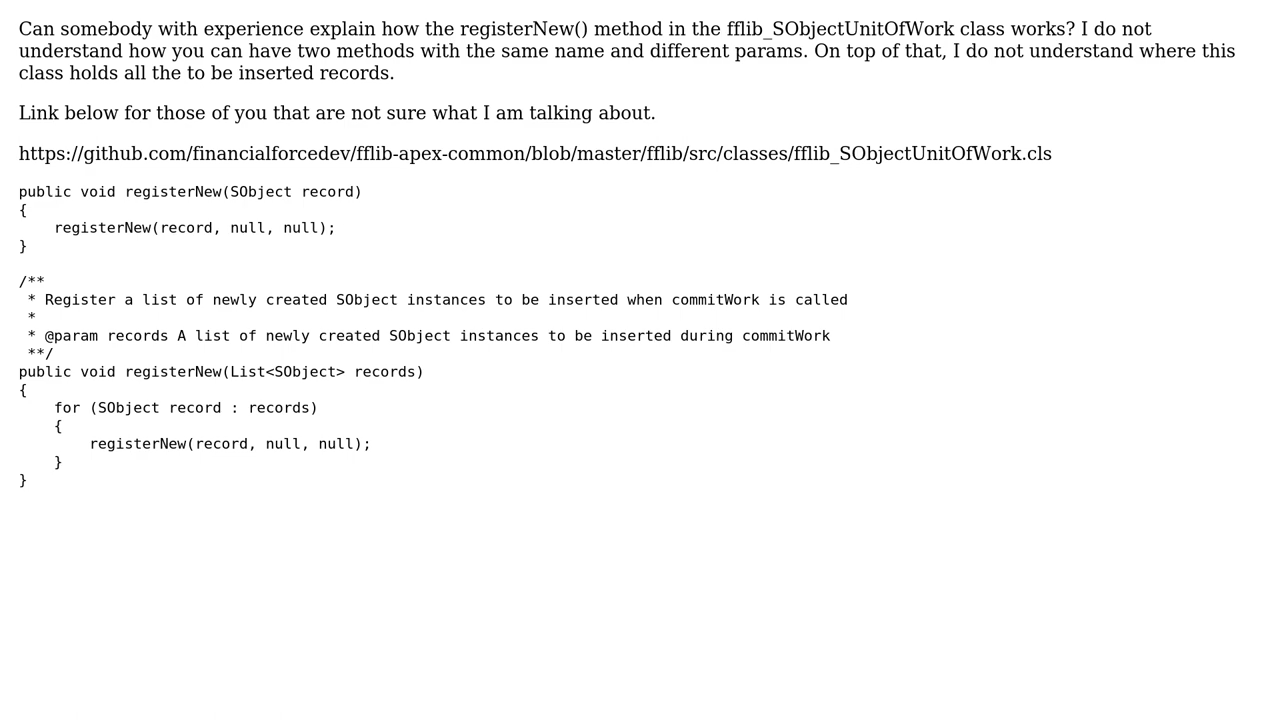 Can somebody with experience explain how the registerNew() method in the fflib_SObjectUnitOfWork class works? I do not
understand how you can have two methods with the same name and different params. On top of that, I do not understand where this
class holds all the to be inserted records.
Link below for those of you that are not sure what I am talking about.
https://github.com/financialforcedev/fflib-apex-common/blob/master/fflib/src/classes/fflib_SObjectUnitOfWork.cls
public void registerNew(SObject record)
{
    registerNew(record, null, null);
}
/**
 * Register a list of newly created SObject instances to be inserted when commitWork is called
 *
 * @param records A list of newly created SObject instances to be inserted during commitWork
 **/
public void registerNew(List<SObject> records)
{
    for (SObject record : records)
    {
        registerNew(record, null, null);
    }
}